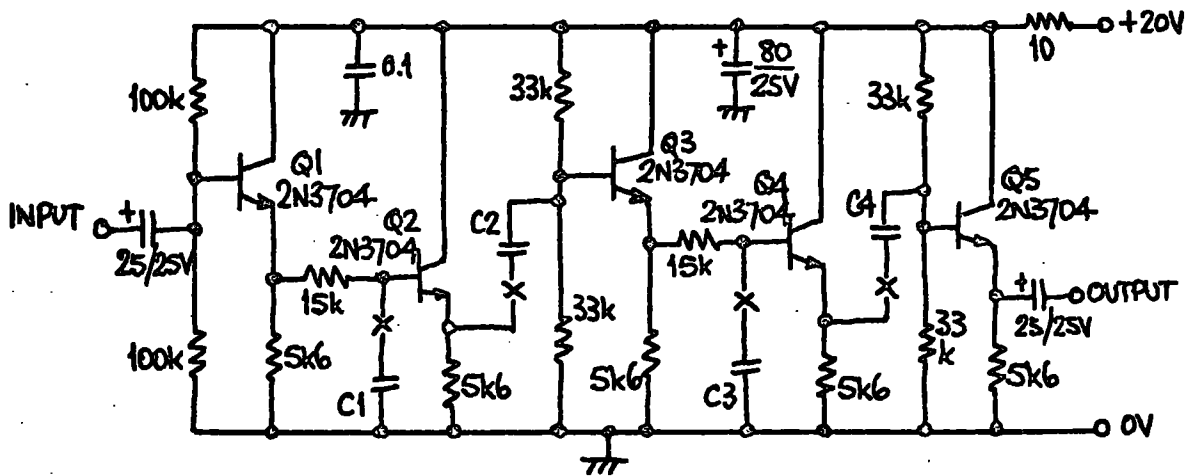 +20V
10
100k
0.1
33k
+ 80
25V
33k
Q1
2N3704
Q3
2N3704
Q4
2N3704
Q5
2N3704
INPUT
+
25/25V
Q2
2N3704
C2
C4
15k
15k
+
OUTPUT
25/25V
100k
5k6
C1
5k6
33k
5k6
C3
5k6
33
k
5k6
0V